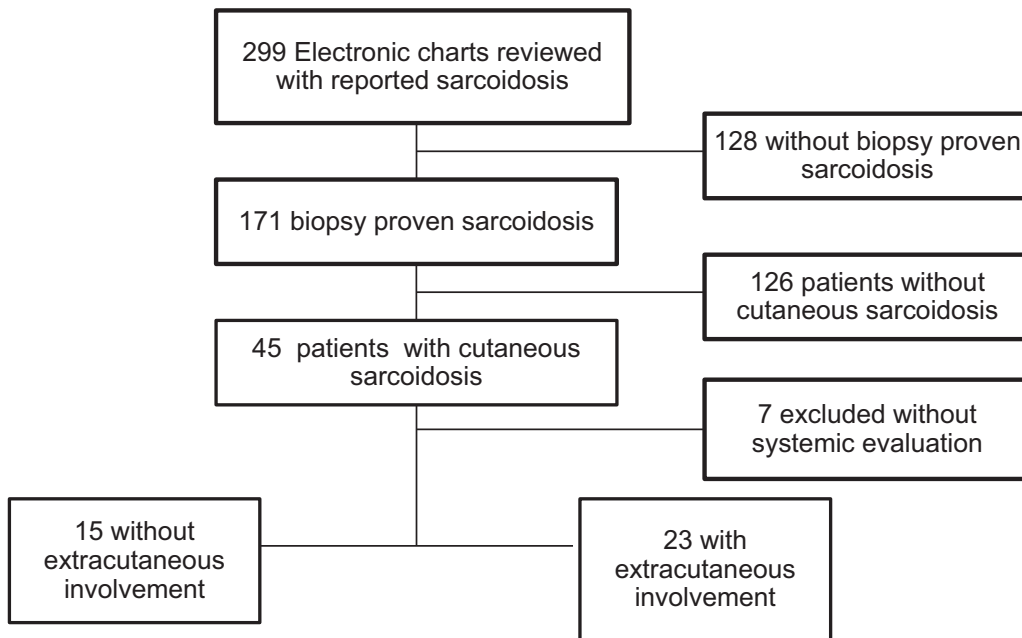 299 Electronic charts reviewed
with reported sarcoidosis
128 without biopsy proven
sarcoidosis
171 biopsy proven sarcoidosis
126 patients without
cutaneous sarcoidosis
45 patients with cutaneous
sarcoidosis
7 excluded without
systemic evaluation
15 without
extracutaneous
involvement
23 with
extracutaneous
involvement